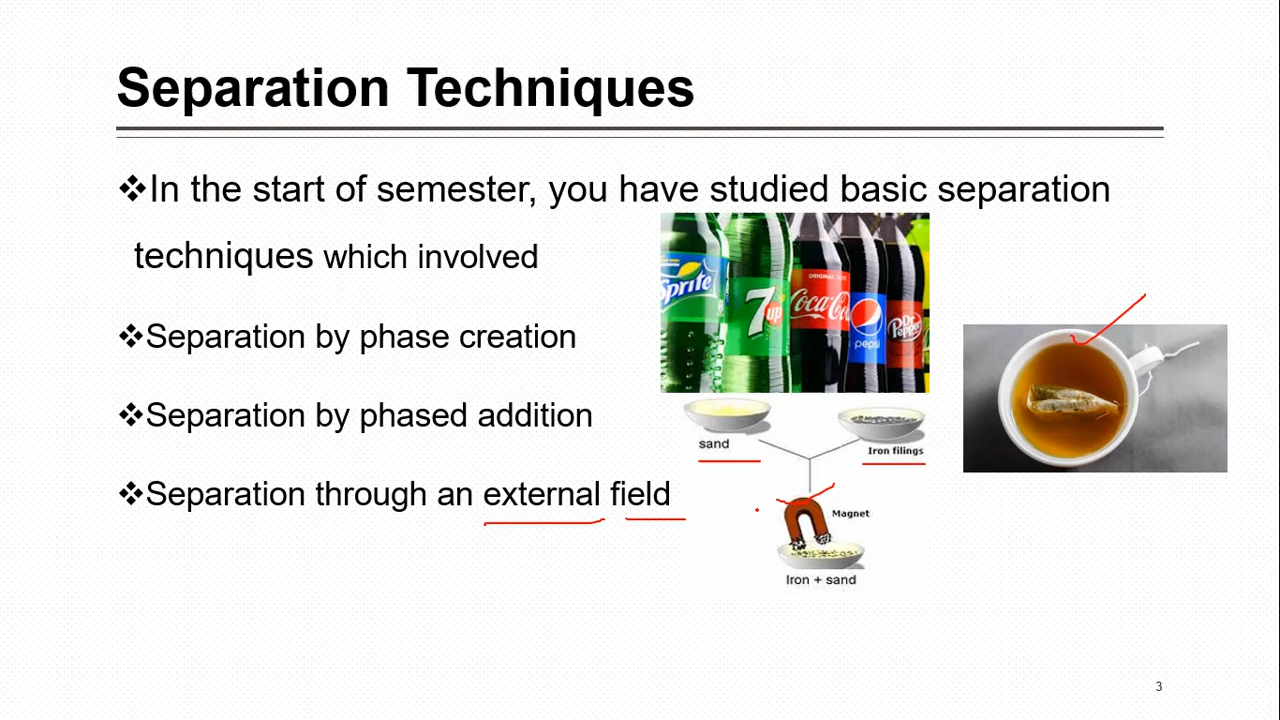 Separation Techniques
❖In the start of semester, you have studied basic separation
techniques which involved
❖Separation by phase creation
❖Separation by phased addition
❖Separation through an external field
Sprite
7up
ORIGINAL
Coca-Cola
pepsi
Dr Pepper
sand
Iron filings
Magnet
Iron + sand
3